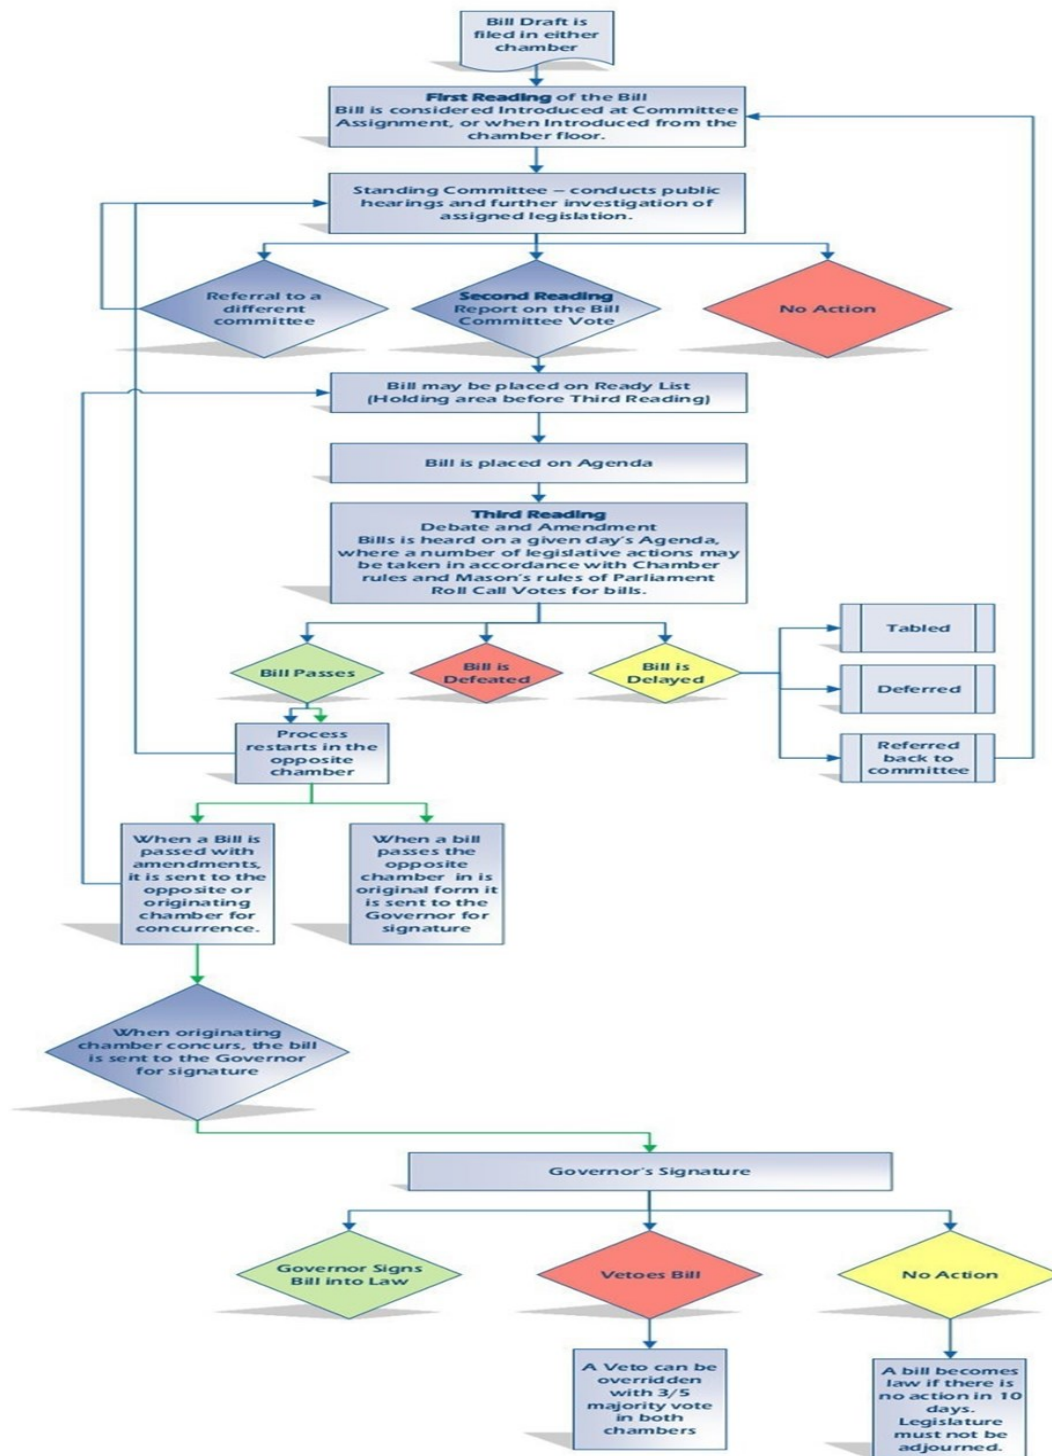 Bill Draft is
filed in either
chamber
First Reading of the Bill
Bill is considered Introduced at Committee
Assignment, or when Introduced from the
chamber floor.
Standing Committee – conducts public
hearings and further investigation of
assigned legislation.
Referral to a
different
committee
Second Reading
Report on the Bill
Committee Vote
No Action
Bill may be placed on Ready List
(Holding area before Third Reading)
Bill is placed on Agenda
Third Reading
Debate and Amendment
Bills is heard on a given day's Agenda,
where a number of legislative actions may
be taken in accordance with Chamber
rules and Mason's rules of Parliament
Roll Call Votes for bills.
Bill Passes
Bill is
Defeated
Bill is
Delayed
Tabled
Deferred
Referred
back to
committee
Process
restarts in the
opposite
chamber
When a Bill is
passed with
amendments,
it is sent to the
opposite or
originating
chamber for
concurrence.
When a bill
passes the
opposite
chamber in is
original form it
is sent to the
Governor for
signature
When originating
chamber concurs, the bill
is sent to the Governor
for signature
Governor's Signature
Governor Signs
Bill into Law
Vetoes Bill
No Action
A Veto can be
overridden
with 3/5
majority vote
in both
chambers
A bill becomes
law if there is
no action in 10
days.
Legislature
must not be
adjourned.